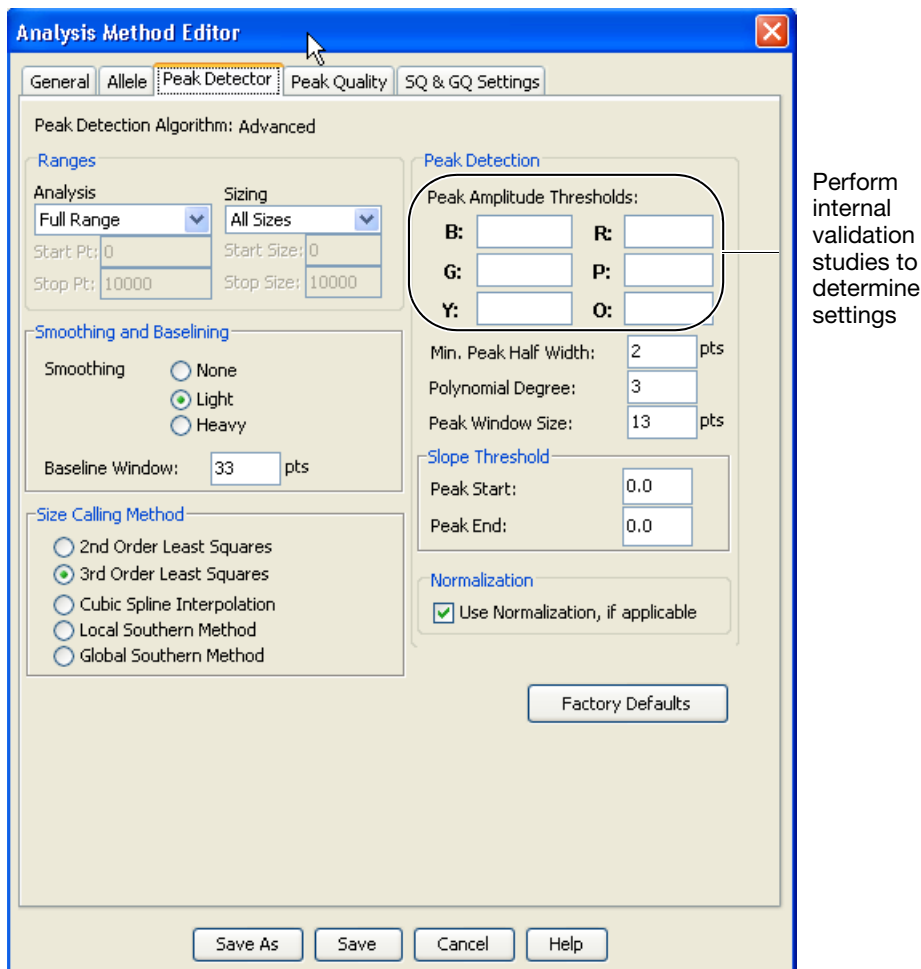 Analysis Method Editor
General Allele Peak Detector Peak Quality SQ & GQ Settings
Peak Detection Algorithm: Advanced
Ranges
Analysis Sizing
Full Range All Sizes
Start Pt: 0 Start Size: 0
Stop Pt: 10000 Stop Size: 10000
Smoothing and Baselining
Smoothing None
Light
Heavy
Baseline Window: 33 pts
Size Calling Method
2nd Order Least Squares
3rd Order Least Squares
Cubic Spline Interpolation
Local Southern Method
Global Southern Method
Peak Detection
Peak Amplitude Thresholds:
B: R:
G: P:
Y: O:
Min. Peak Half Width: 2 pts
Polynomial Degree: 3
Peak Window Size: 13 pts
Slope Threshold
Peak Start: 0.0
Peak End: 0.0
Normalization
Use Normalization, if applicable
Factory Defaults
Save As Save Cancel Help
Perform
internal
validation
studies to
determine
settings